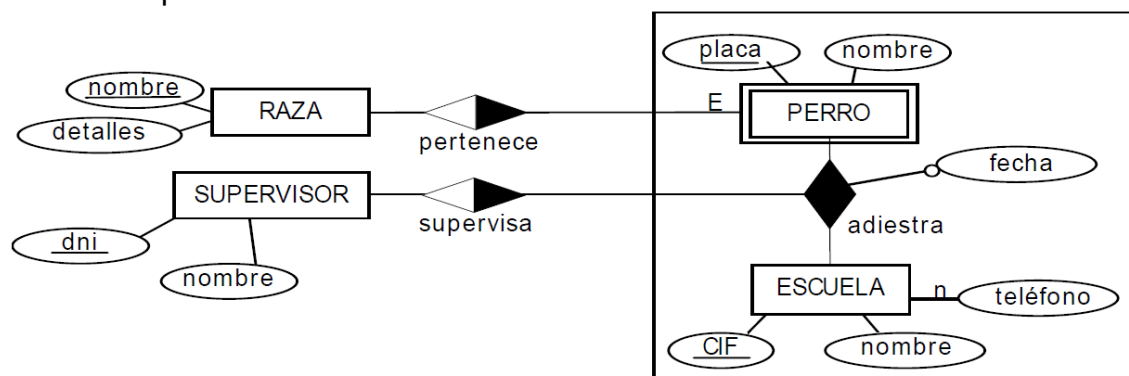 placa
nombre
nombre
RAZA
E
PERRO
detalles
pertenece
fecha
SUPERVISOR
supervisa
adiestra
dni
nombre
ESCUELA
n
teléfono
CIF
nombre